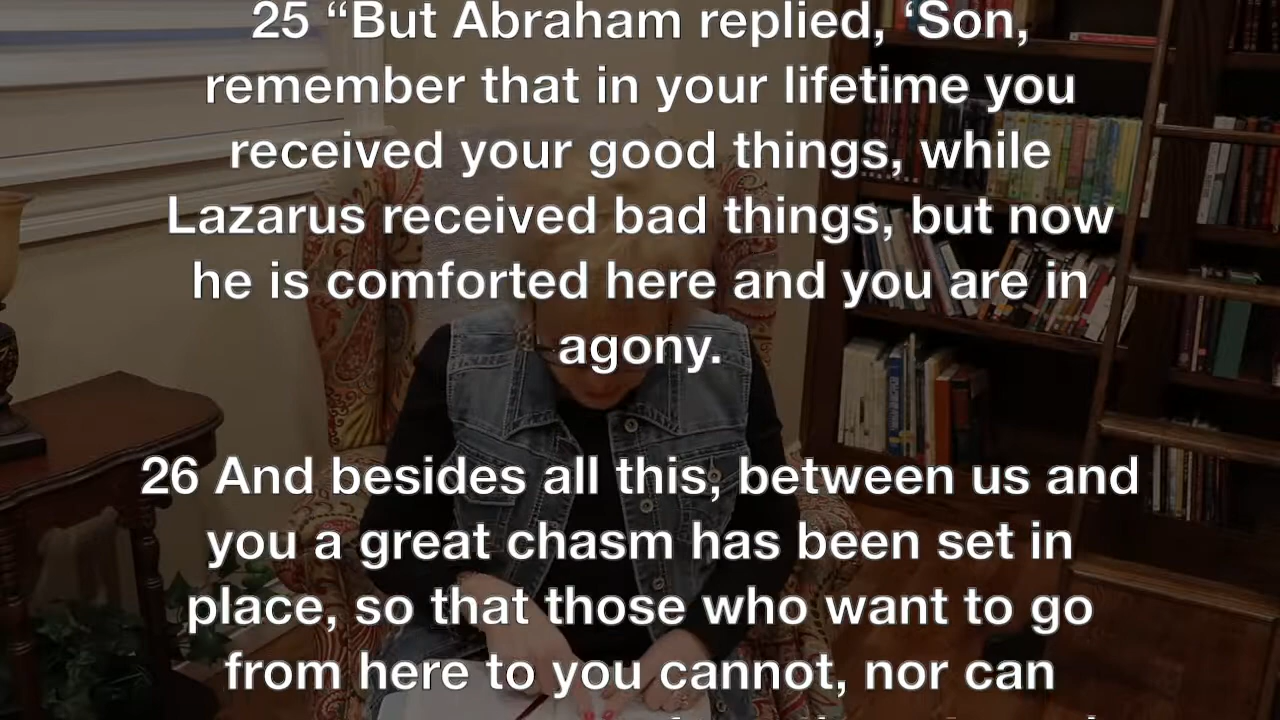 25 “But Abraham replied, ‘Son,
remember that in your lifetime you
received your good things, while
Lazarus received bad things, but now
he is comforted here and you are in
agony.
26 And besides all this, between us and
you a great chasm has been set in
place, so that those who want to go
from here to you cannot, nor can